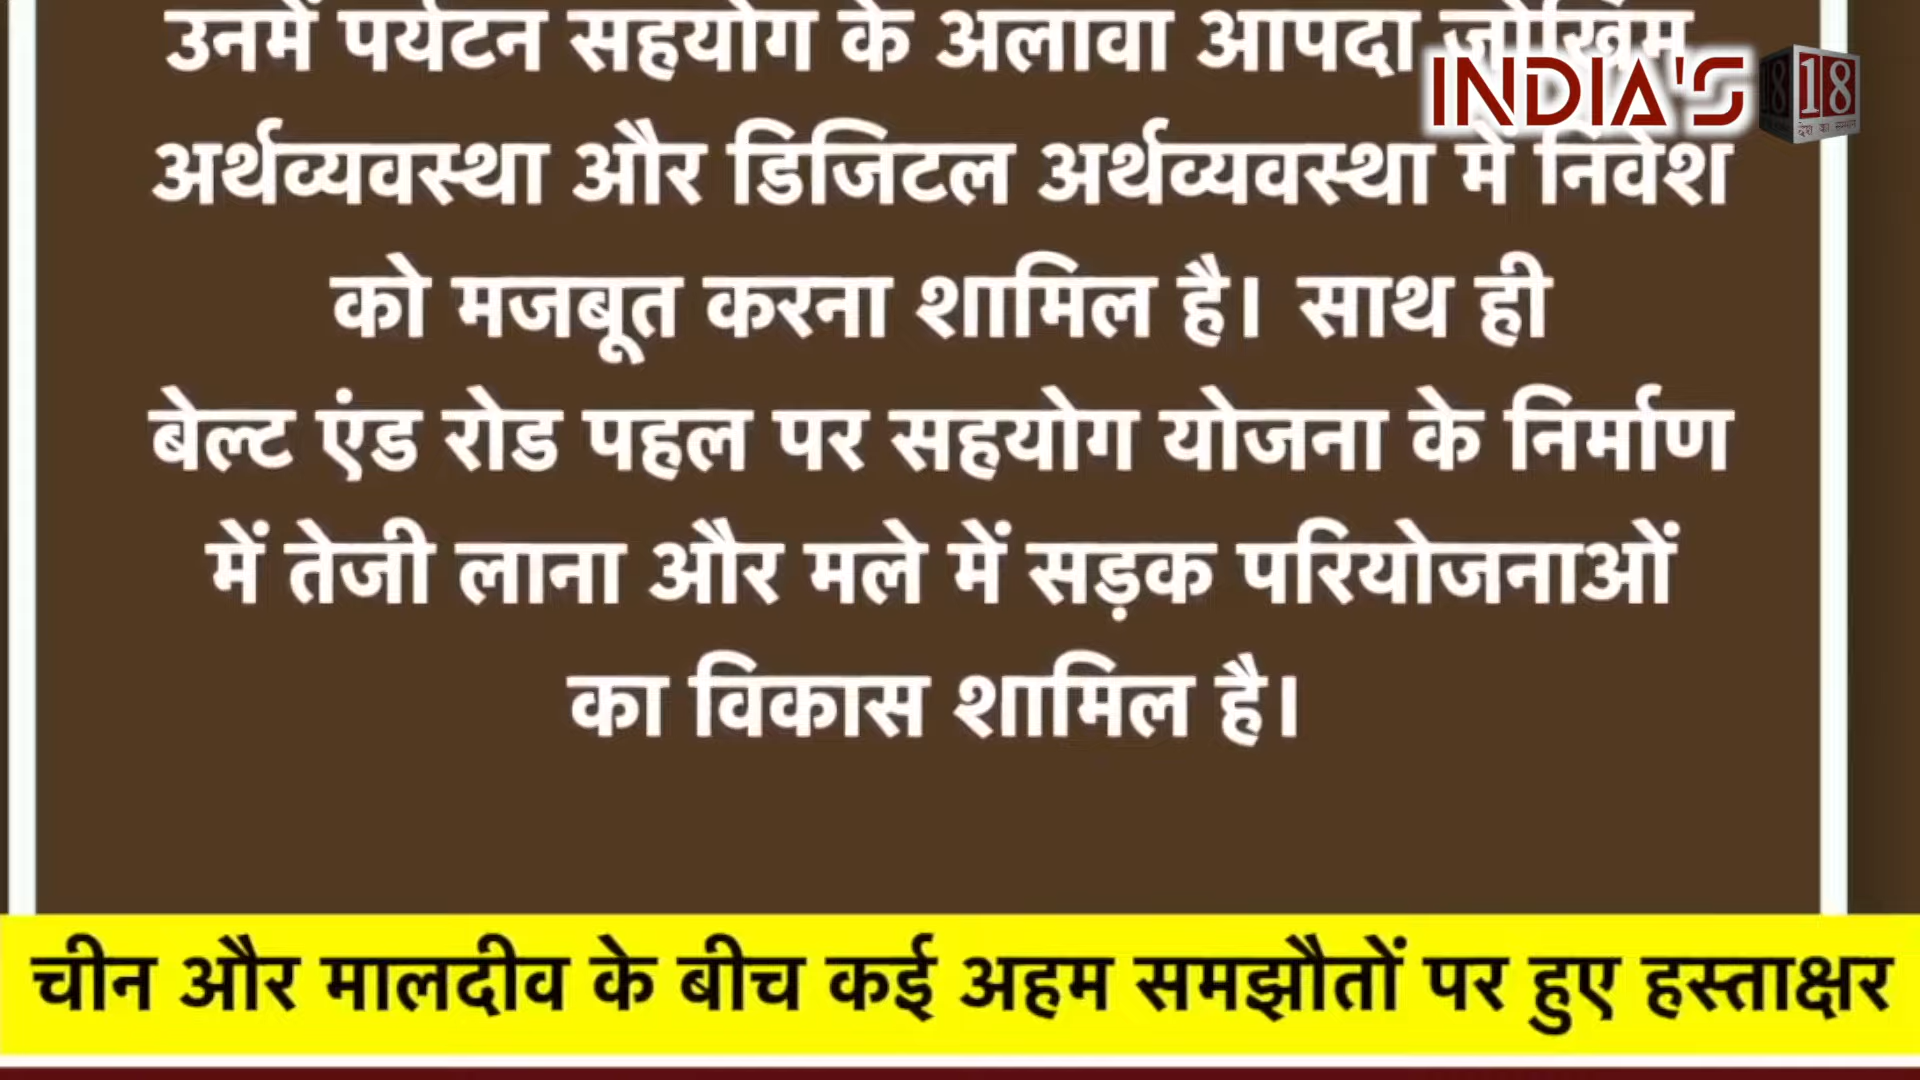 उनमें पर्यटन सहयोग के अलावा आपदा जोखिम
INDIA'S 18
देश का सम्मान
अर्थव्यवस्था और डिजिटल अर्थव्यवस्था में निवेश
को मजबूत करना शामिल है। साथ ही
बेल्ट एंड रोड पहल पर सहयोग योजना के निर्माण
में तेजी लाना और मले में सड़क परियोजनाओं
का विकास शामिल है।
चीन और मालदीव के बीच कई अहम समझौतों पर हुए हस्ताक्षर